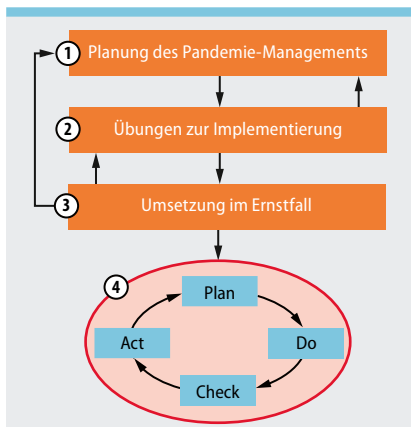 1 Planung des Pandemie-Managements
2 Übungen zur Implementierung
3 Umsetzung im Ernstfall
4
Plan
Act
Do
Check